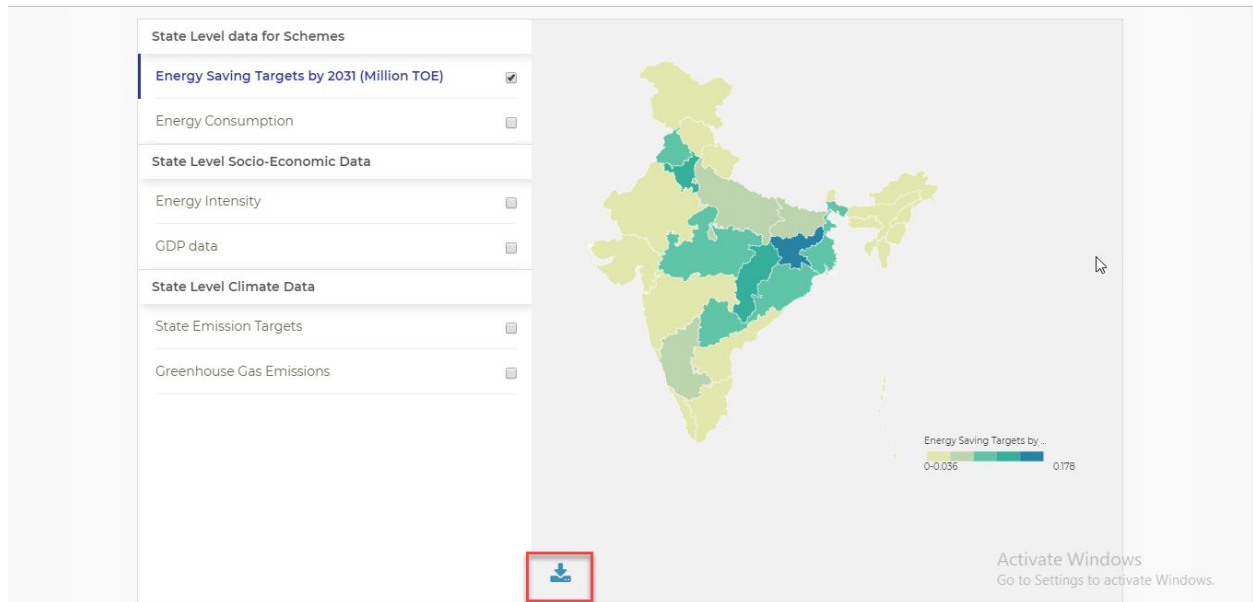 State Level data for Schemes
Energy Saving Targets by 2031 (Million TOE)
Energy Consumption
State Level Socio-Economic Data
Energy Intensity
GDP data
State Level Climate Data
State Emission Targets
Greenhouse Gas Emissions
Energy Saving Targets by ...
0-0.036 0.178
Activate Windows
Go to Settings to activate Windows.